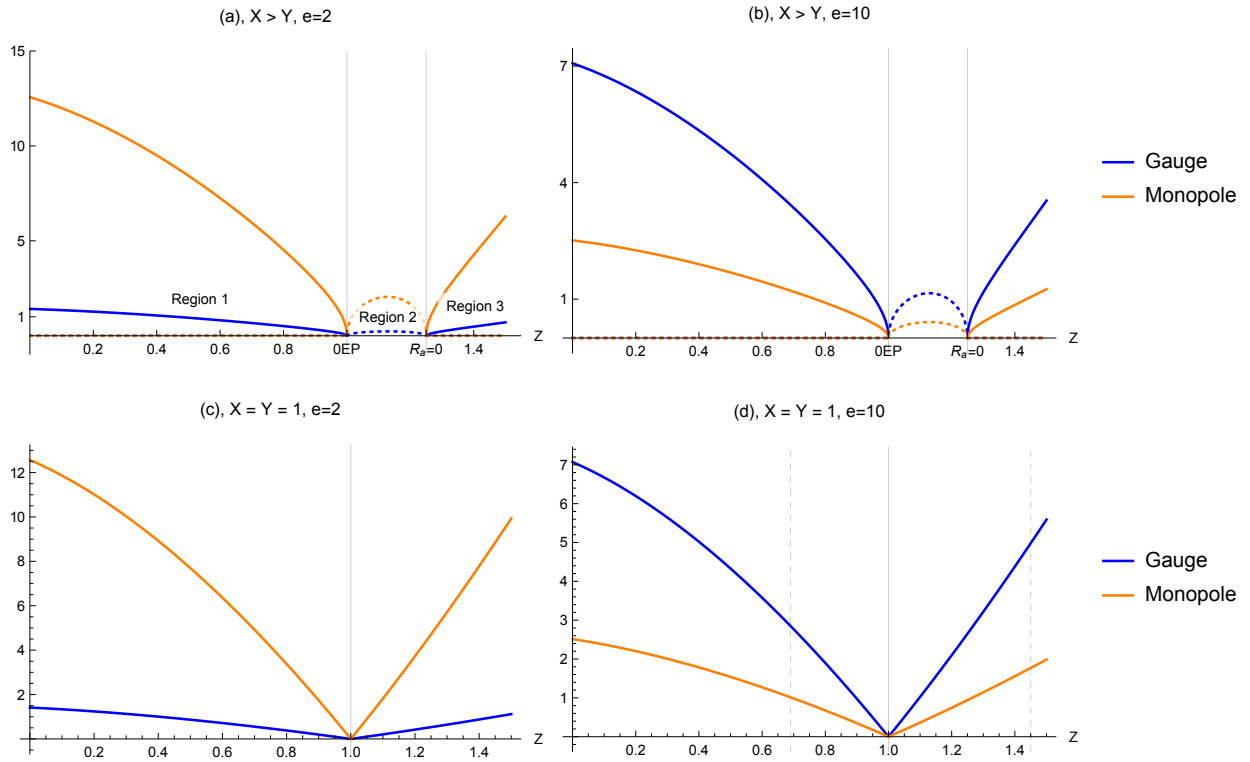 (a), X > Y, e=2
(b), X > Y, e=10
15
10
5
1
Region 1
Region 2
Region 3
0.2
0.4
0.6
0.8
0EP
Rₐ=0
1.4
Z
7
4
1
0.2
0.4
0.6
0.8
0EP
Rₐ=0
1.4
Z
Gauge
Monopole
(c), X = Y = 1, e=2
(d), X = Y = 1, e=10
12
10
8
6
4
2
0.2
0.4
0.6
0.8
1.0
1.2
1.4
Z
7
6
5
4
3
2
1
0.2
0.4
0.6
0.8
1.0
1.2
1.4
Z
Gauge
Monopole